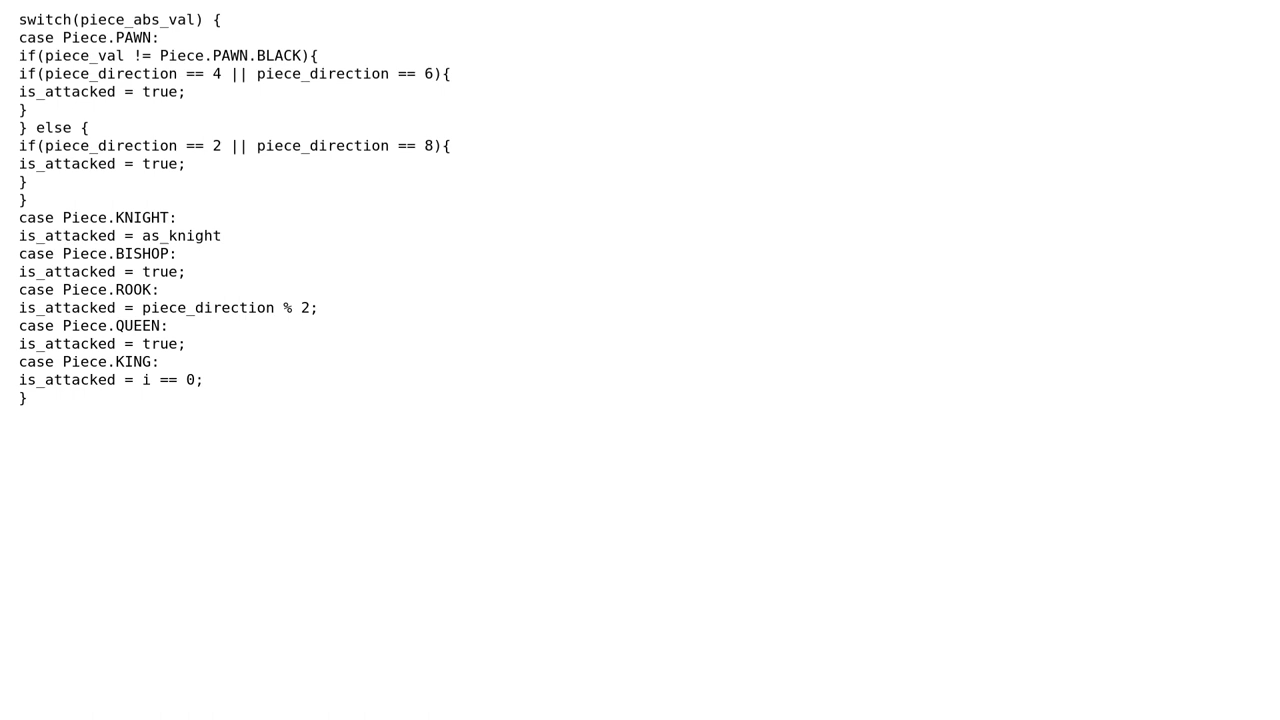 switch(piece_abs_val) {
case Piece.PAWN:
if(piece_val != Piece.PAWN.BLACK){
if(piece_direction == 4 || piece_direction == 6){
is_attacked = true;
}
} else {
if(piece_direction == 2 || piece_direction == 8){
is_attacked = true;
}
}
case Piece.KNIGHT:
is_attacked = as_knight
case Piece.BISHOP:
is_attacked = true;
case Piece.ROOK:
is_attacked = piece_direction % 2;
case Piece.QUEEN:
is_attacked = true;
case Piece.KING:
is_attacked = i == 0;
}